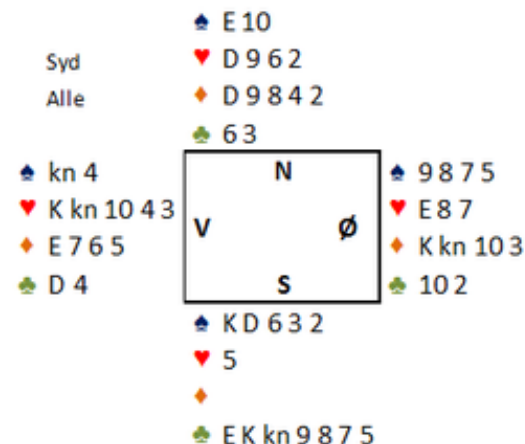 ♠ E 10
Syd ♥ D 9 6 2
Alle ♦ D 9 8 4 2
♣ 6 3
♠ kn 4 N ♠ 9 8 7 5
♥ K kn 10 4 3 V Ø ♥ E 8 7
♦ E 7 6 5 ♦ K kn 10 3
♣ D 4 S ♣ 10 2
♠ K D 6 3 2
♥ 5
♦
♣ E K kn 9 8 7 5